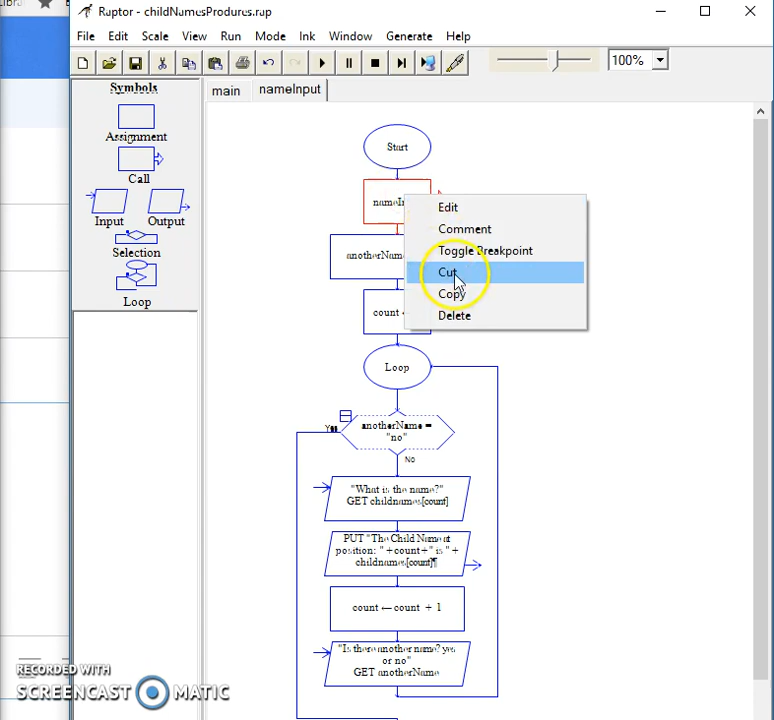 Raptor - childNamesProdures.rap
File Edit Scale View Run Mode Ink Window Generate Help
100%
Symbols
main
nameInput
Assignment
Call
Input
Output
Selection
Loop
Start
Edit
Comment
Toggle Breakpoint
Cut
Copy
Delete
count ←
Loop
anotherName =
"no"
Yes
No
"What is the name?"
GET childnames[count]
PUT "The Child Name at
position: " +count+" is " +
childnames[count]¶
count ← count + 1
"Is there another name? yes
or no"
GET anotherName
RECORDED WITH
SCREENCAST MATIC